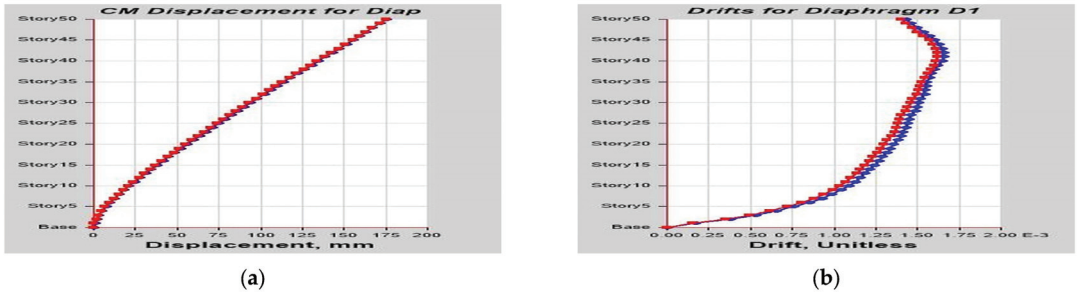 CM Displacement for Diap
Story50
Story45
Story40
Story35
Story30
Story25
Story20
Story15
Story10
Story5
Base
0 25 50 75 100 125 150 175 200
Displacement, mm
(a)
Drifts for Diaphragm D1
Story50
Story45
Story40
Story35
Story30
Story25
Story20
Story15
Story10
Story5
Base
0.00 0.25 0.50 0.75 1.00 1.25 1.50 1.75 2.00 E-3
Drift, Unitless
(b)